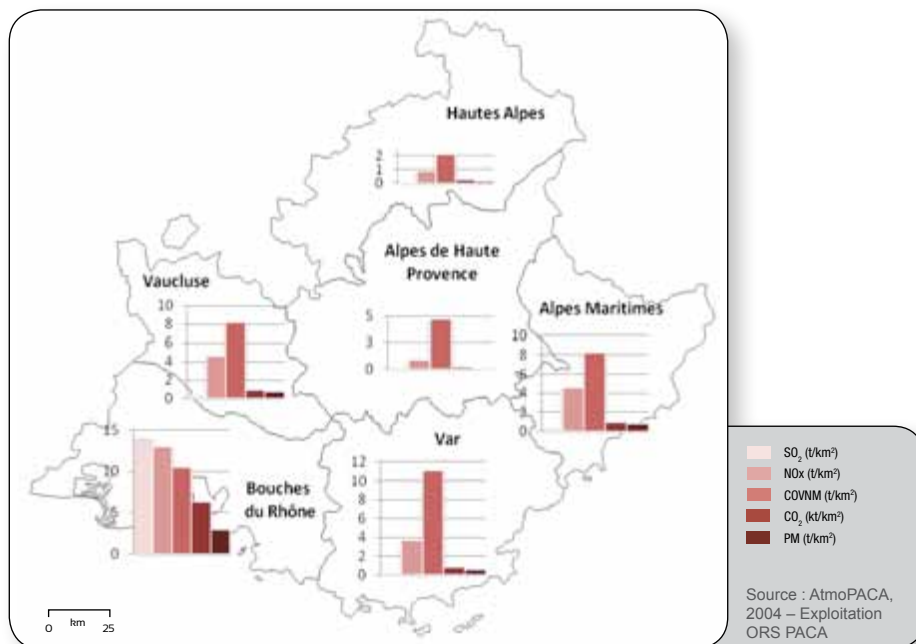 Hautes Alpes
2
1
0
Alpes de Haute
Provence
5
3
0
Vaucluse
10
8
6
4
2
0
Alpes Maritimes
10
8
6
4
2
0
15
10
5
0
Bouches
du Rhône
Var
12
10
8
6
4
2
0
km
0 25
SO₂ (t/km²)
NOx (t/km²)
COVNM (t/km²)
CO₂ (kt/km²)
PM (t/km²)
Source : AtmoPACA,
2004 – Exploitation
ORS PACA